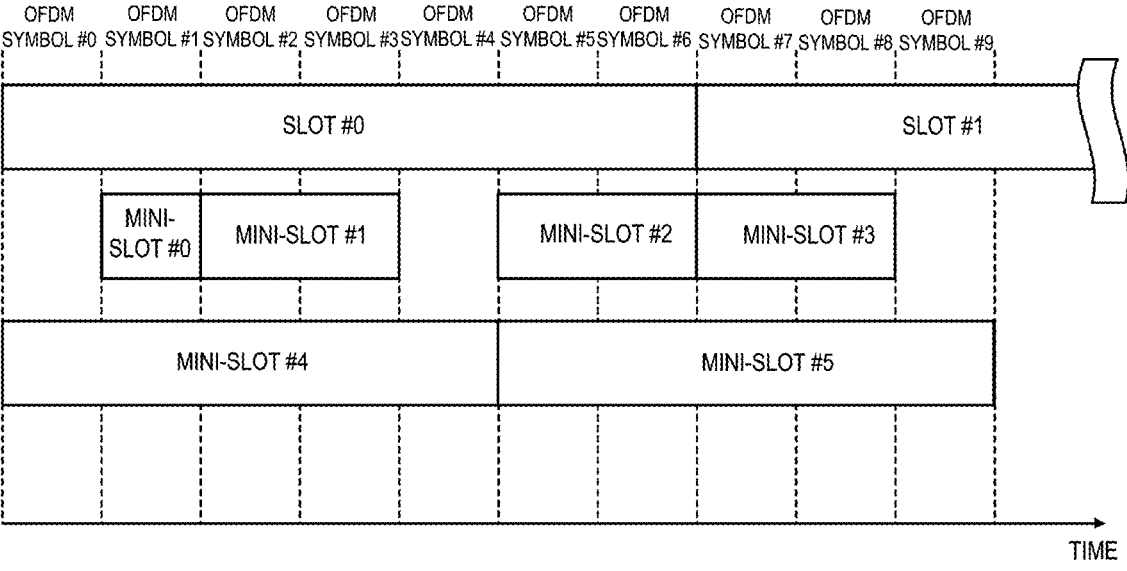 OFDM OFDM OFDM OFDM OFDM OFDM OFDM OFDM OFDM OFDM
SYMBOL #0 SYMBOL #1 SYMBOL #2 SYMBOL #3 SYMBOL #4 SYMBOL #5 SYMBOL #6 SYMBOL #7 SYMBOL #8 SYMBOL #9
SLOT #0 SLOT #1
MINI-
SLOT #0 MINI-SLOT #1 MINI-SLOT #2 MINI-SLOT #3
MINI-SLOT #4 MINI-SLOT #5
TIME